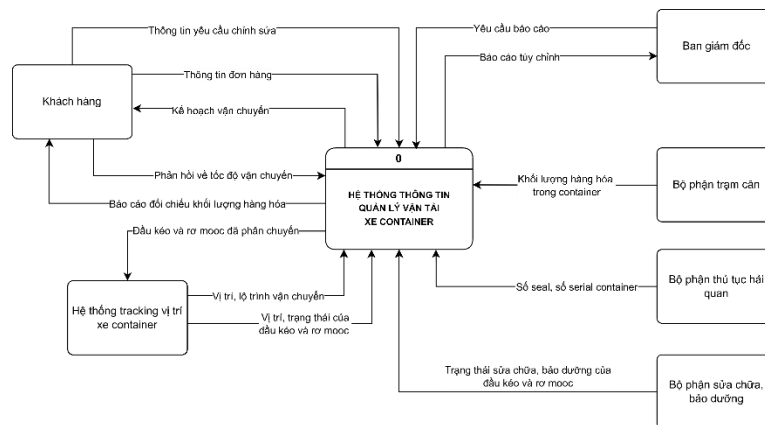 Thông tin yêu cầu chỉnh sửa
Yêu cầu báo cáo
Ban giám đốc
Báo cáo tùy chỉnh
Thông tin đơn hàng
Khách hàng
Kế hoạch vận chuyển
0
Phản hồi về tốc độ vận chuyển
HỆ THỐNG THÔNG TIN
QUẢN LÝ VẬN TẢI
XE CONTAINER
Khối lượng hàng hóa
trong container
Bộ phận trạm cân
Báo cáo đối chiếu khối lượng hàng hóa
Đầu kéo và rơ mooc đã phân chuyến
Hệ thống tracking vị trí
xe container
Vị trí, lộ trình vận chuyển
Vị trí, trạng thái của
đầu kéo và rơ mooc
Số seal, số serial container
Bộ phận thủ tục hải
quan
Trạng thái sửa chữa, bảo dưỡng của
đầu kéo và rơ mooc
Bộ phận sửa chữa,
bảo dưỡng